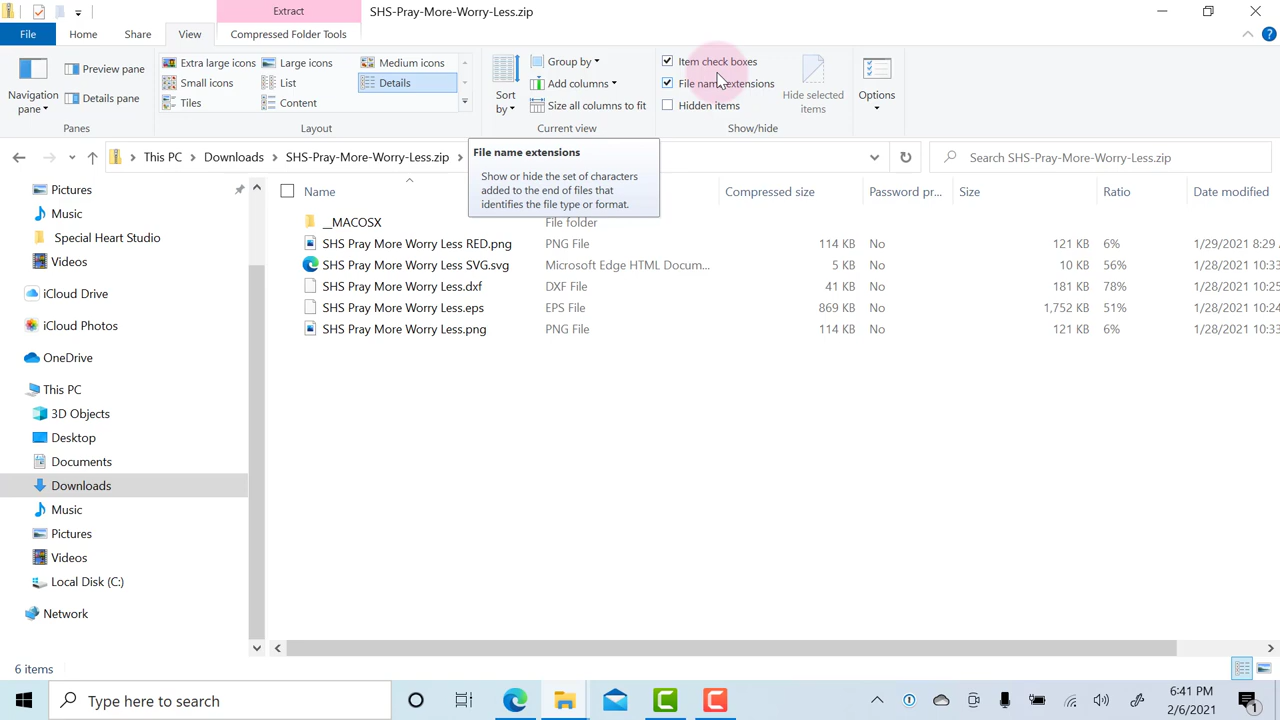 Extract
SHS-Pray-More-Worry-Less.zip
File
Home
Share
View
Compressed Folder Tools
?
Navigation
pane
Preview pane
Details pane
Panes
Extra large icons
Large icons
Medium icons
Small icons
List
Details
Tiles
Content
Layout
Sort
by
Group by
Add columns
Size all columns to fit
Current view
Item check boxes
File name extensions
Hidden items
Hide selected
items
Show/hide
Options
This PC
Downloads
SHS-Pray-More-Worry-Less.zip
Search SHS-Pray-More-Worry-Less.zip
File name extensions
Show or hide the set of characters
added to the end of files that
identifies the file type or format.
Name
Compressed size
Password pr...
Size
Ratio
Date modified
__MACOSX File folder
SHS Pray More Worry Less RED.png PNG File 114 KB No 121 KB 6% 1/29/2021 8:29
SHS Pray More Worry Less SVG.svg Microsoft Edge HTML Docum... 5 KB No 10 KB 56% 1/28/2021 10:33
SHS Pray More Worry Less.dxf DXF File 41 KB No 181 KB 78% 1/28/2021 10:25
SHS Pray More Worry Less.eps EPS File 869 KB No 1,752 KB 51% 1/28/2021 10:24
SHS Pray More Worry Less.png PNG File 114 KB No 121 KB 6% 1/28/2021 10:33
Pictures
Music
Special Heart Studio
Videos
iCloud Drive
iCloud Photos
OneDrive
This PC
3D Objects
Desktop
Documents
Downloads
Music
Pictures
Videos
Local Disk (C:)
Network
6 items
Type here to search
6:41 PM
2/6/2021
1